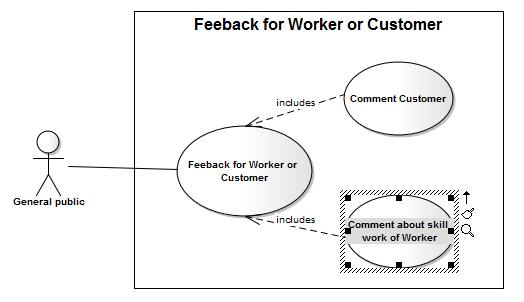 Feeback for Worker or Customer
Comment Customer
includes
Feeback for Worker or
Customer
General public
includes
Comment about skill
work of Worker